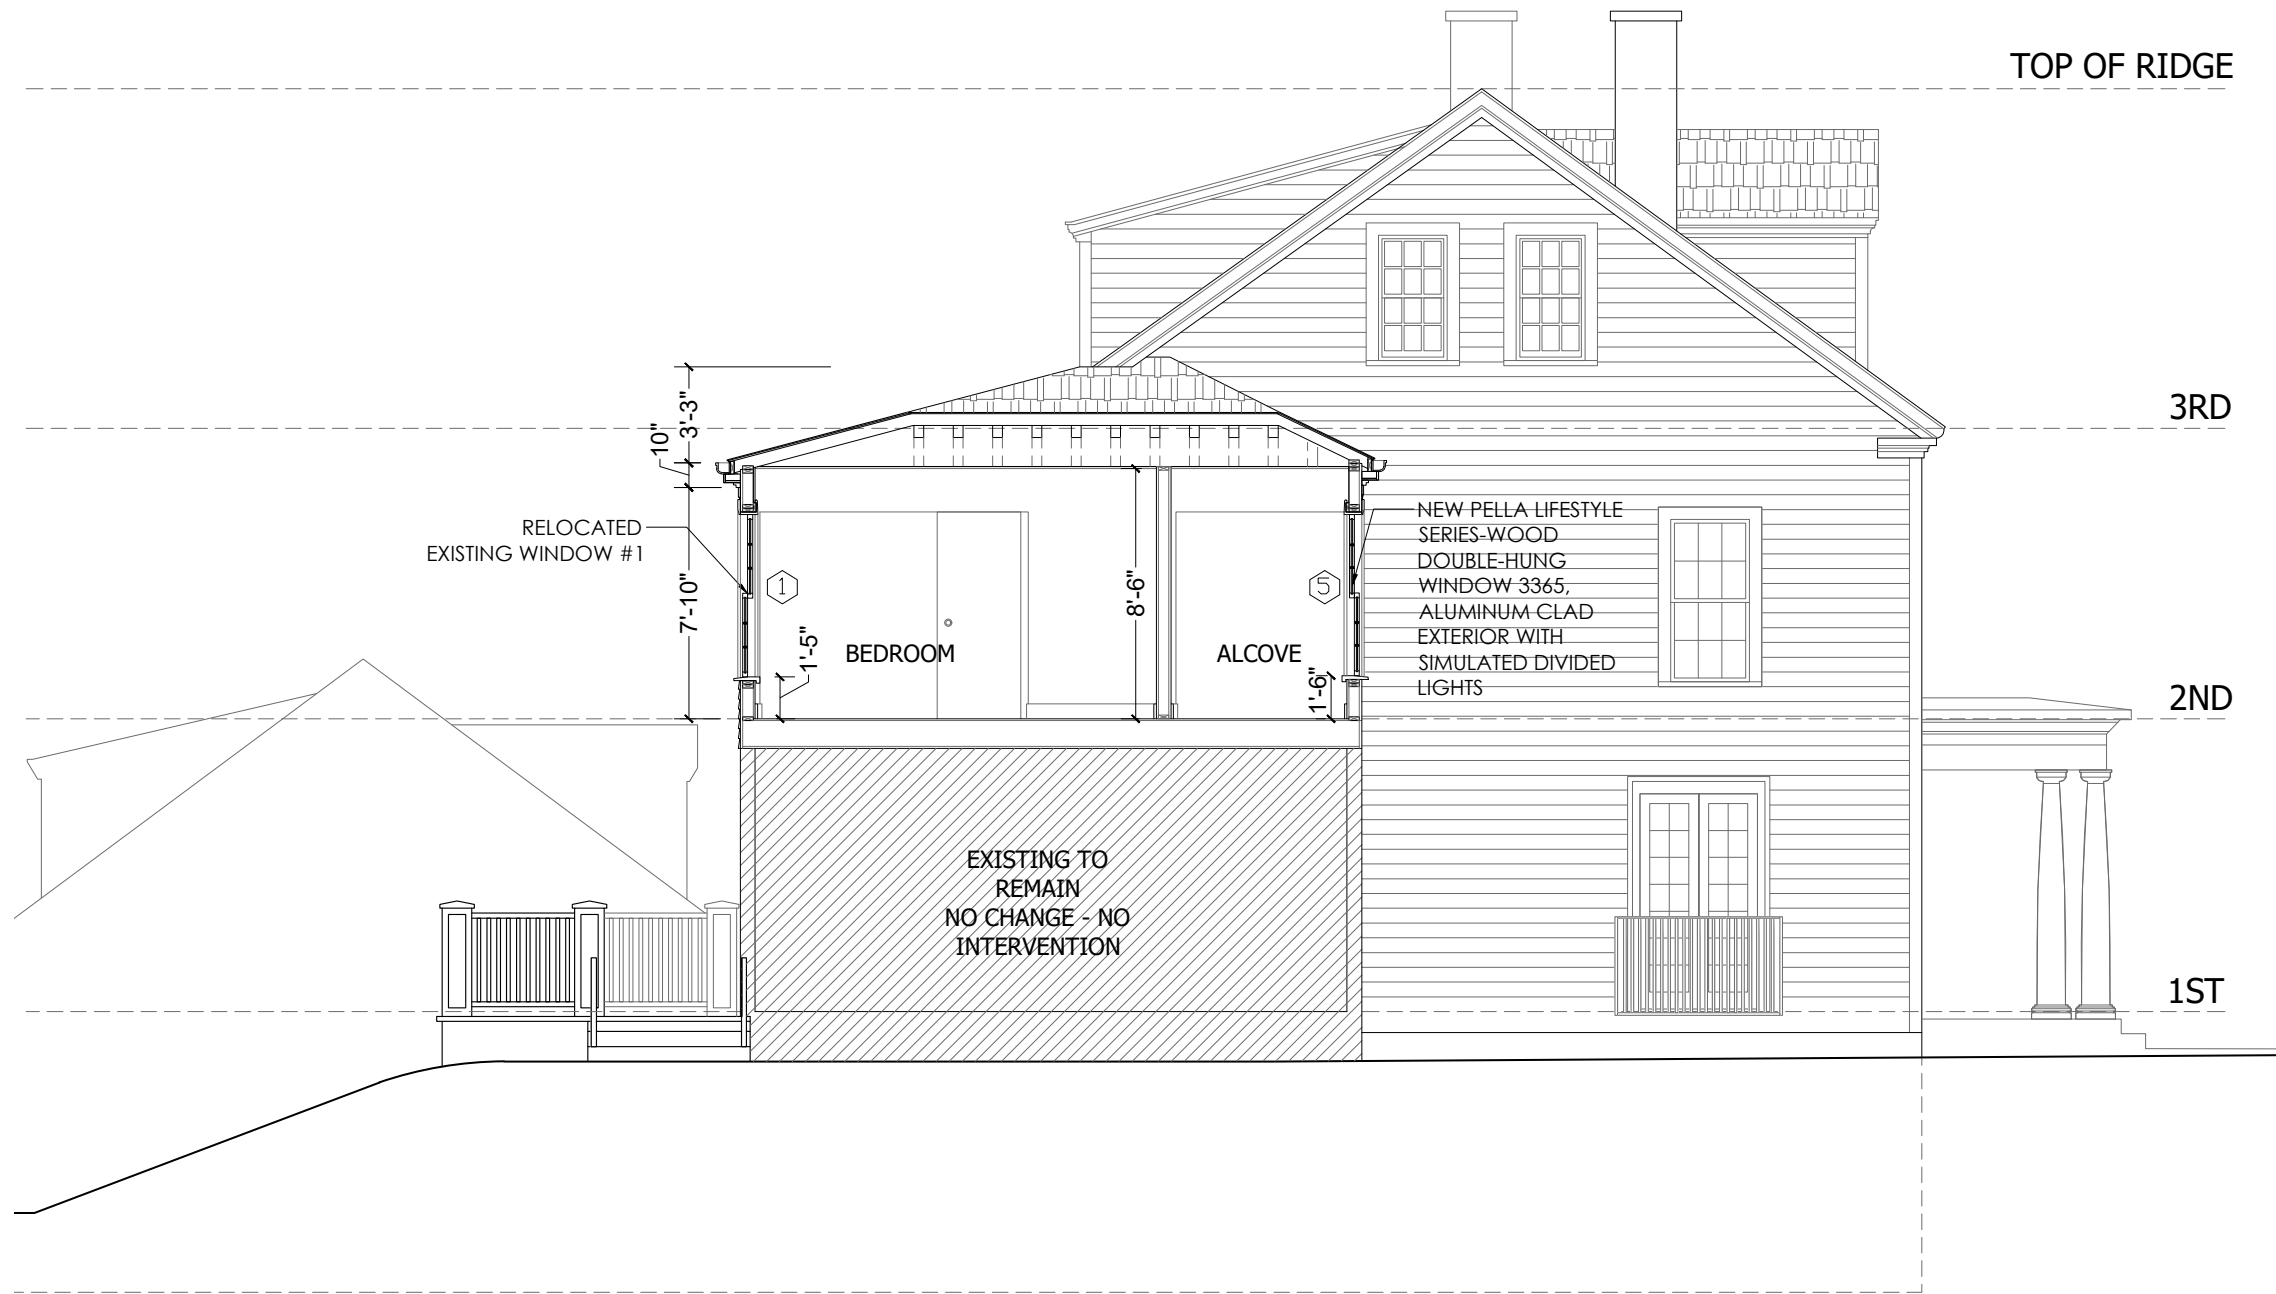 TOP OF RIDGE
3RD
3'-3"
10"
RELOCATED
EXISTING WINDOW #1
7'-10"
1
1'-5"
BEDROOM
8'-6"
ALCOVE
5
1'-6"
NEW PELLA LIFESTYLE
SERIES-WOOD
DOUBLE-HUNG
WINDOW 3365,
ALUMINUM CLAD
EXTERIOR WITH
SIMULATED DIVIDED
LIGHTS
2ND
EXISTING TO
REMAIN
NO CHANGE - NO
INTERVENTION
1ST